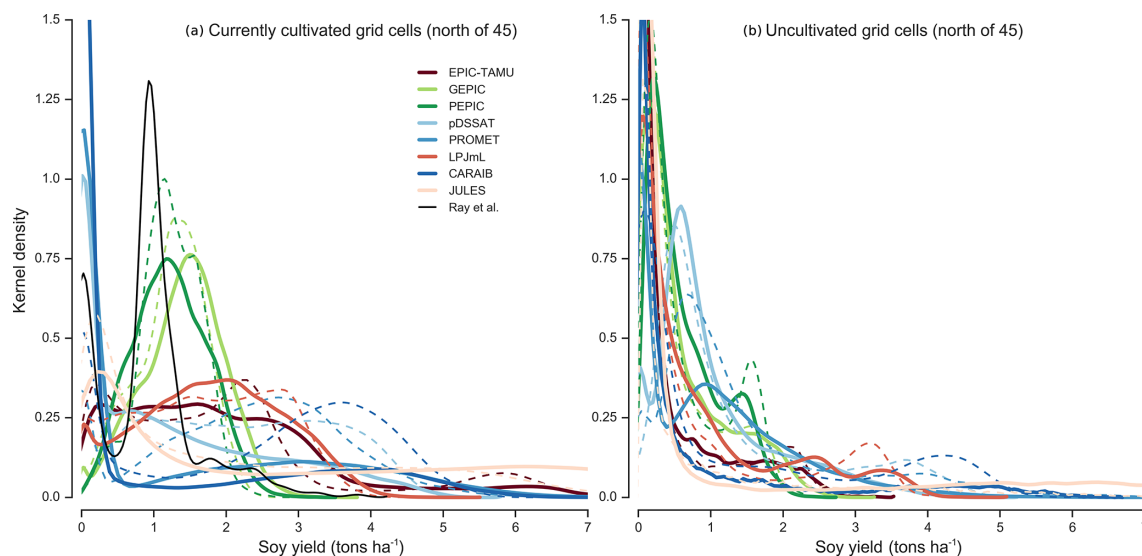 (a) Currently cultivated grid cells (north of 45)
(b) Uncultivated grid cells (north of 45)
1.5
1.25
1.0
0.75
0.5
0.25
0.0
Kernel density
EPIC-TAMU
GEPIC
PEPIC
pDSSAT
PROMET
LPJmL
CARAIB
JULES
Ray et al.
0 1 2 3 4 5 6 7
Soy yield (tons ha⁻¹)
1.5
1.25
1.0
0.75
0.5
0.25
0.0
0 1 2 3 4 5 6 7
Soy yield (tons ha⁻¹)